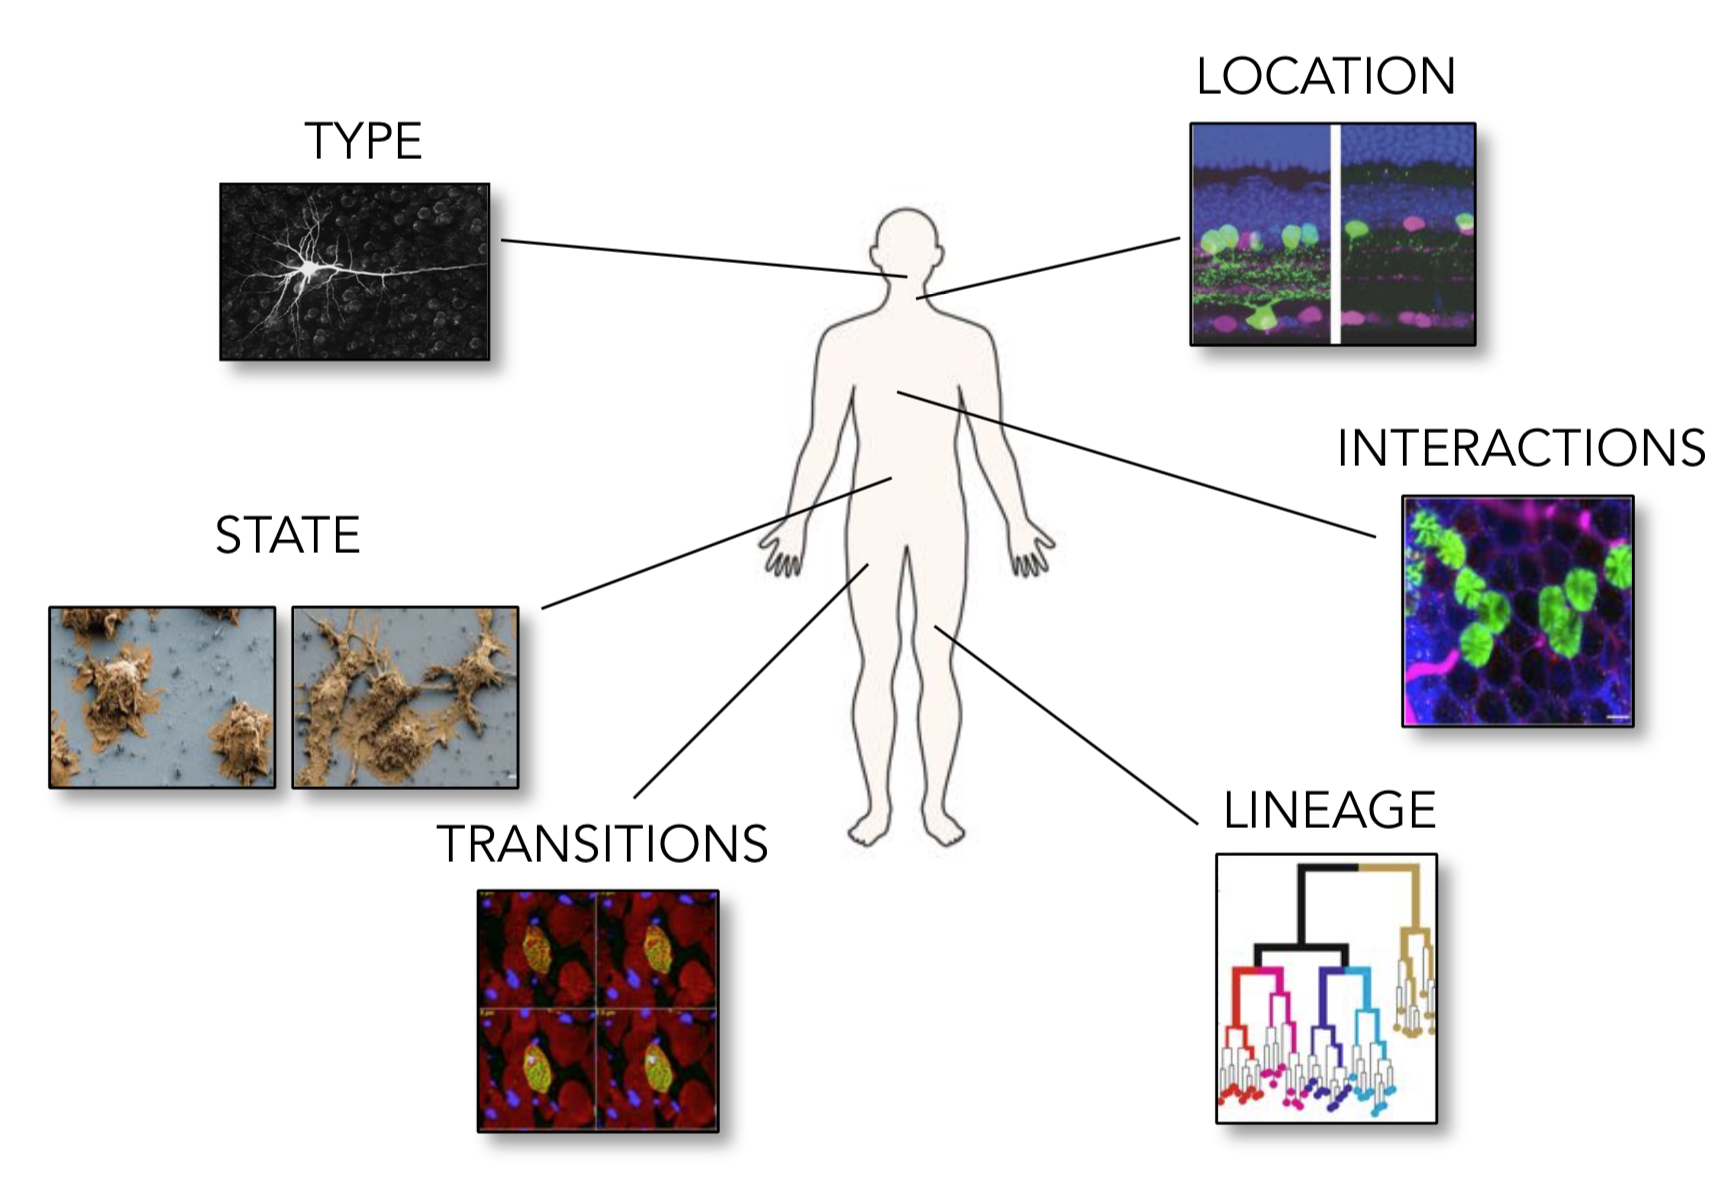 LOCATION
TYPE
INTERACTIONS
STATE
LINEAGE
TRANSITIONS